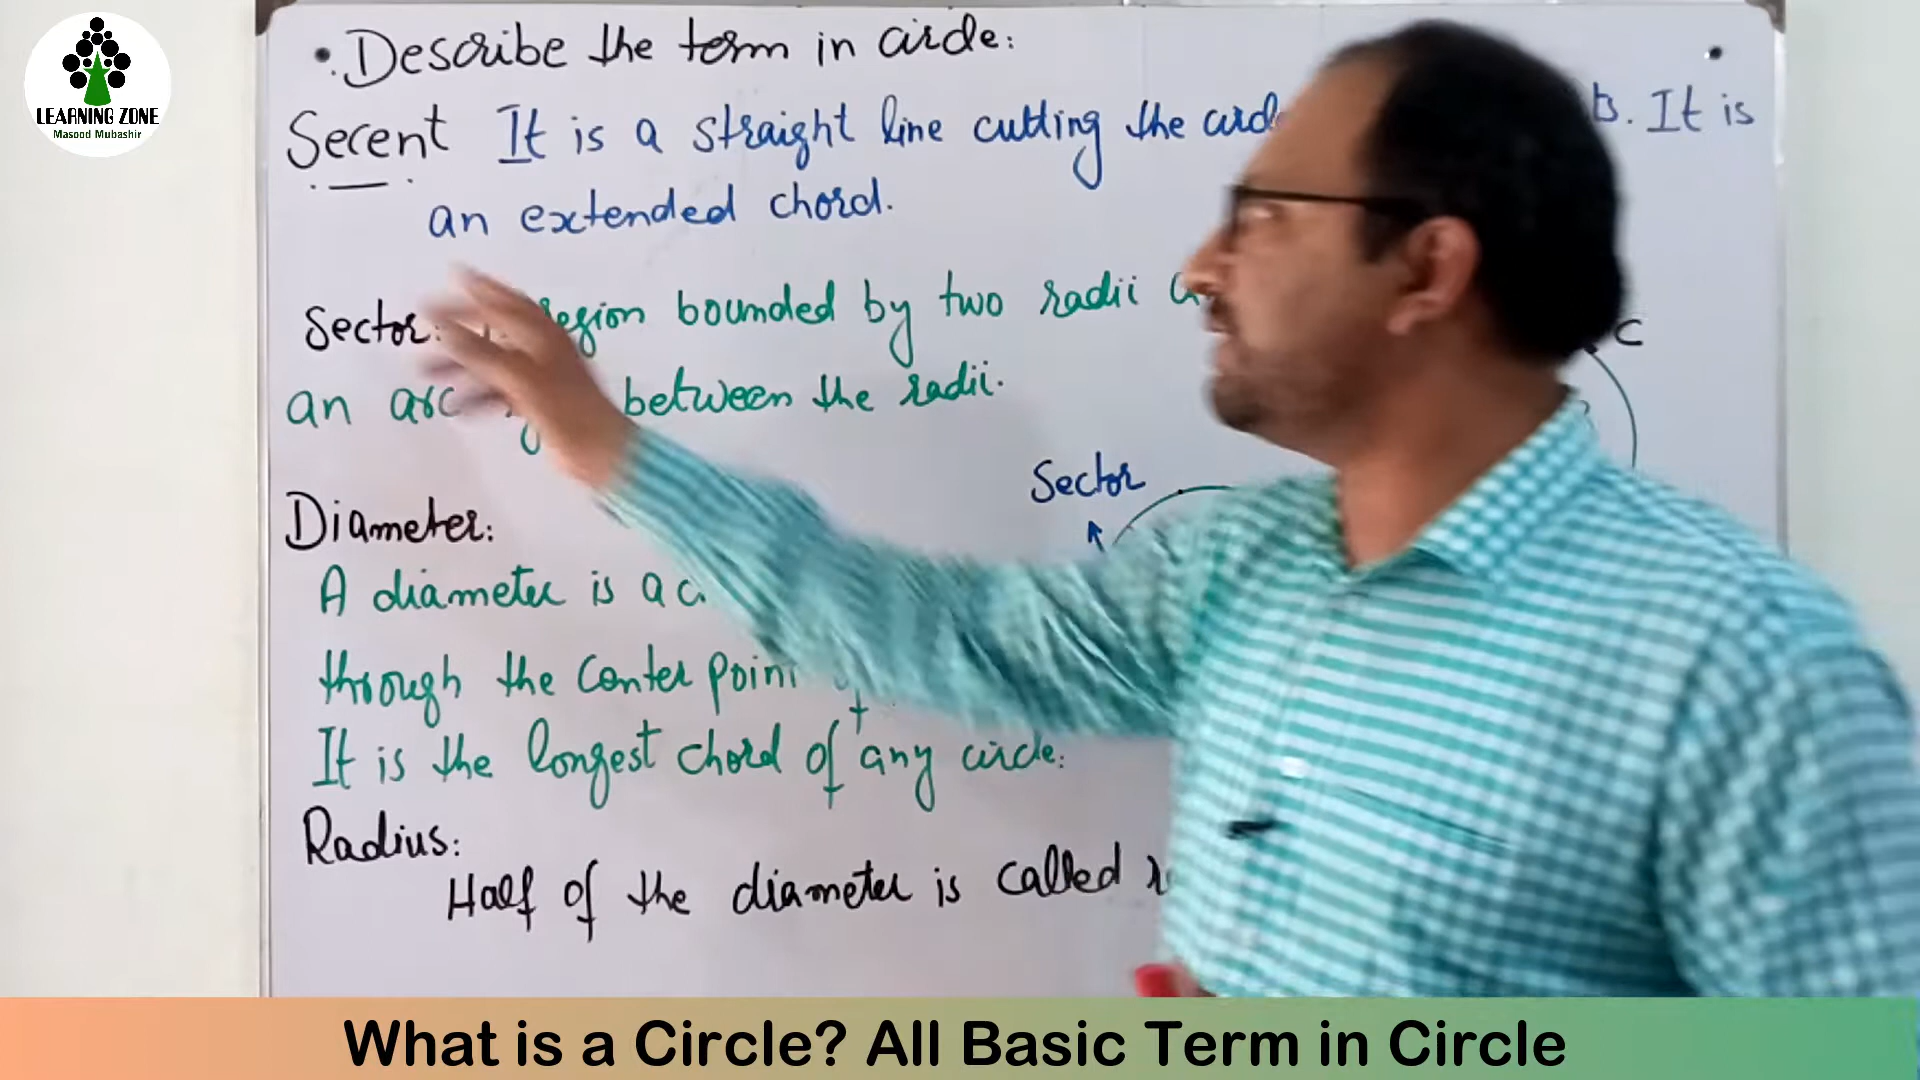 LEARNING ZONE
Masood Mubashir
• Describe the term in circle:
Secent It is a straight line cutting the . It is
an extended chord.
Sector: region bounded by two radii
an arc between the radii.
C
Sector
Diameter:
A diameter is a
through the Center point
It is the longest chord of any circle:
Radius:
Half of the diameter is called
What is a Circle? All Basic Term in Circle